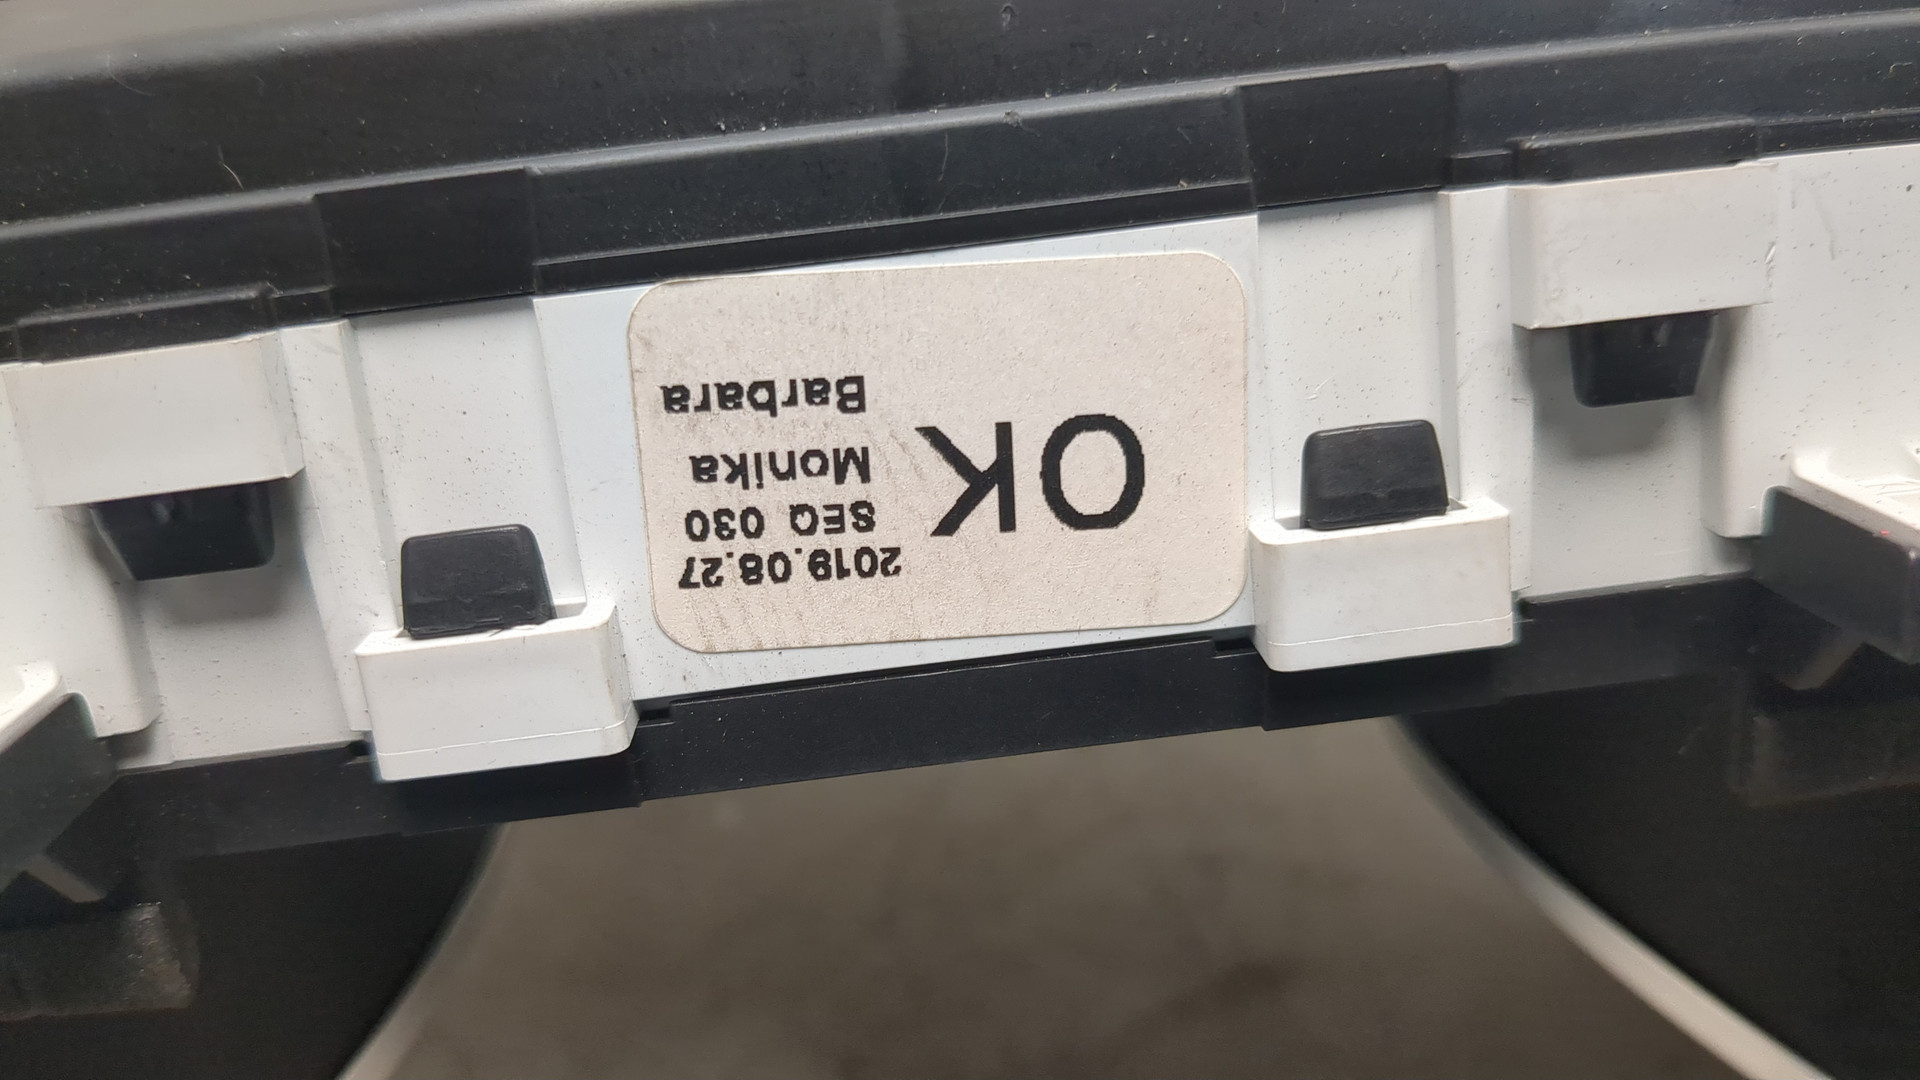 OK
2019.08.27
SEQ 030
Monika
Barbara